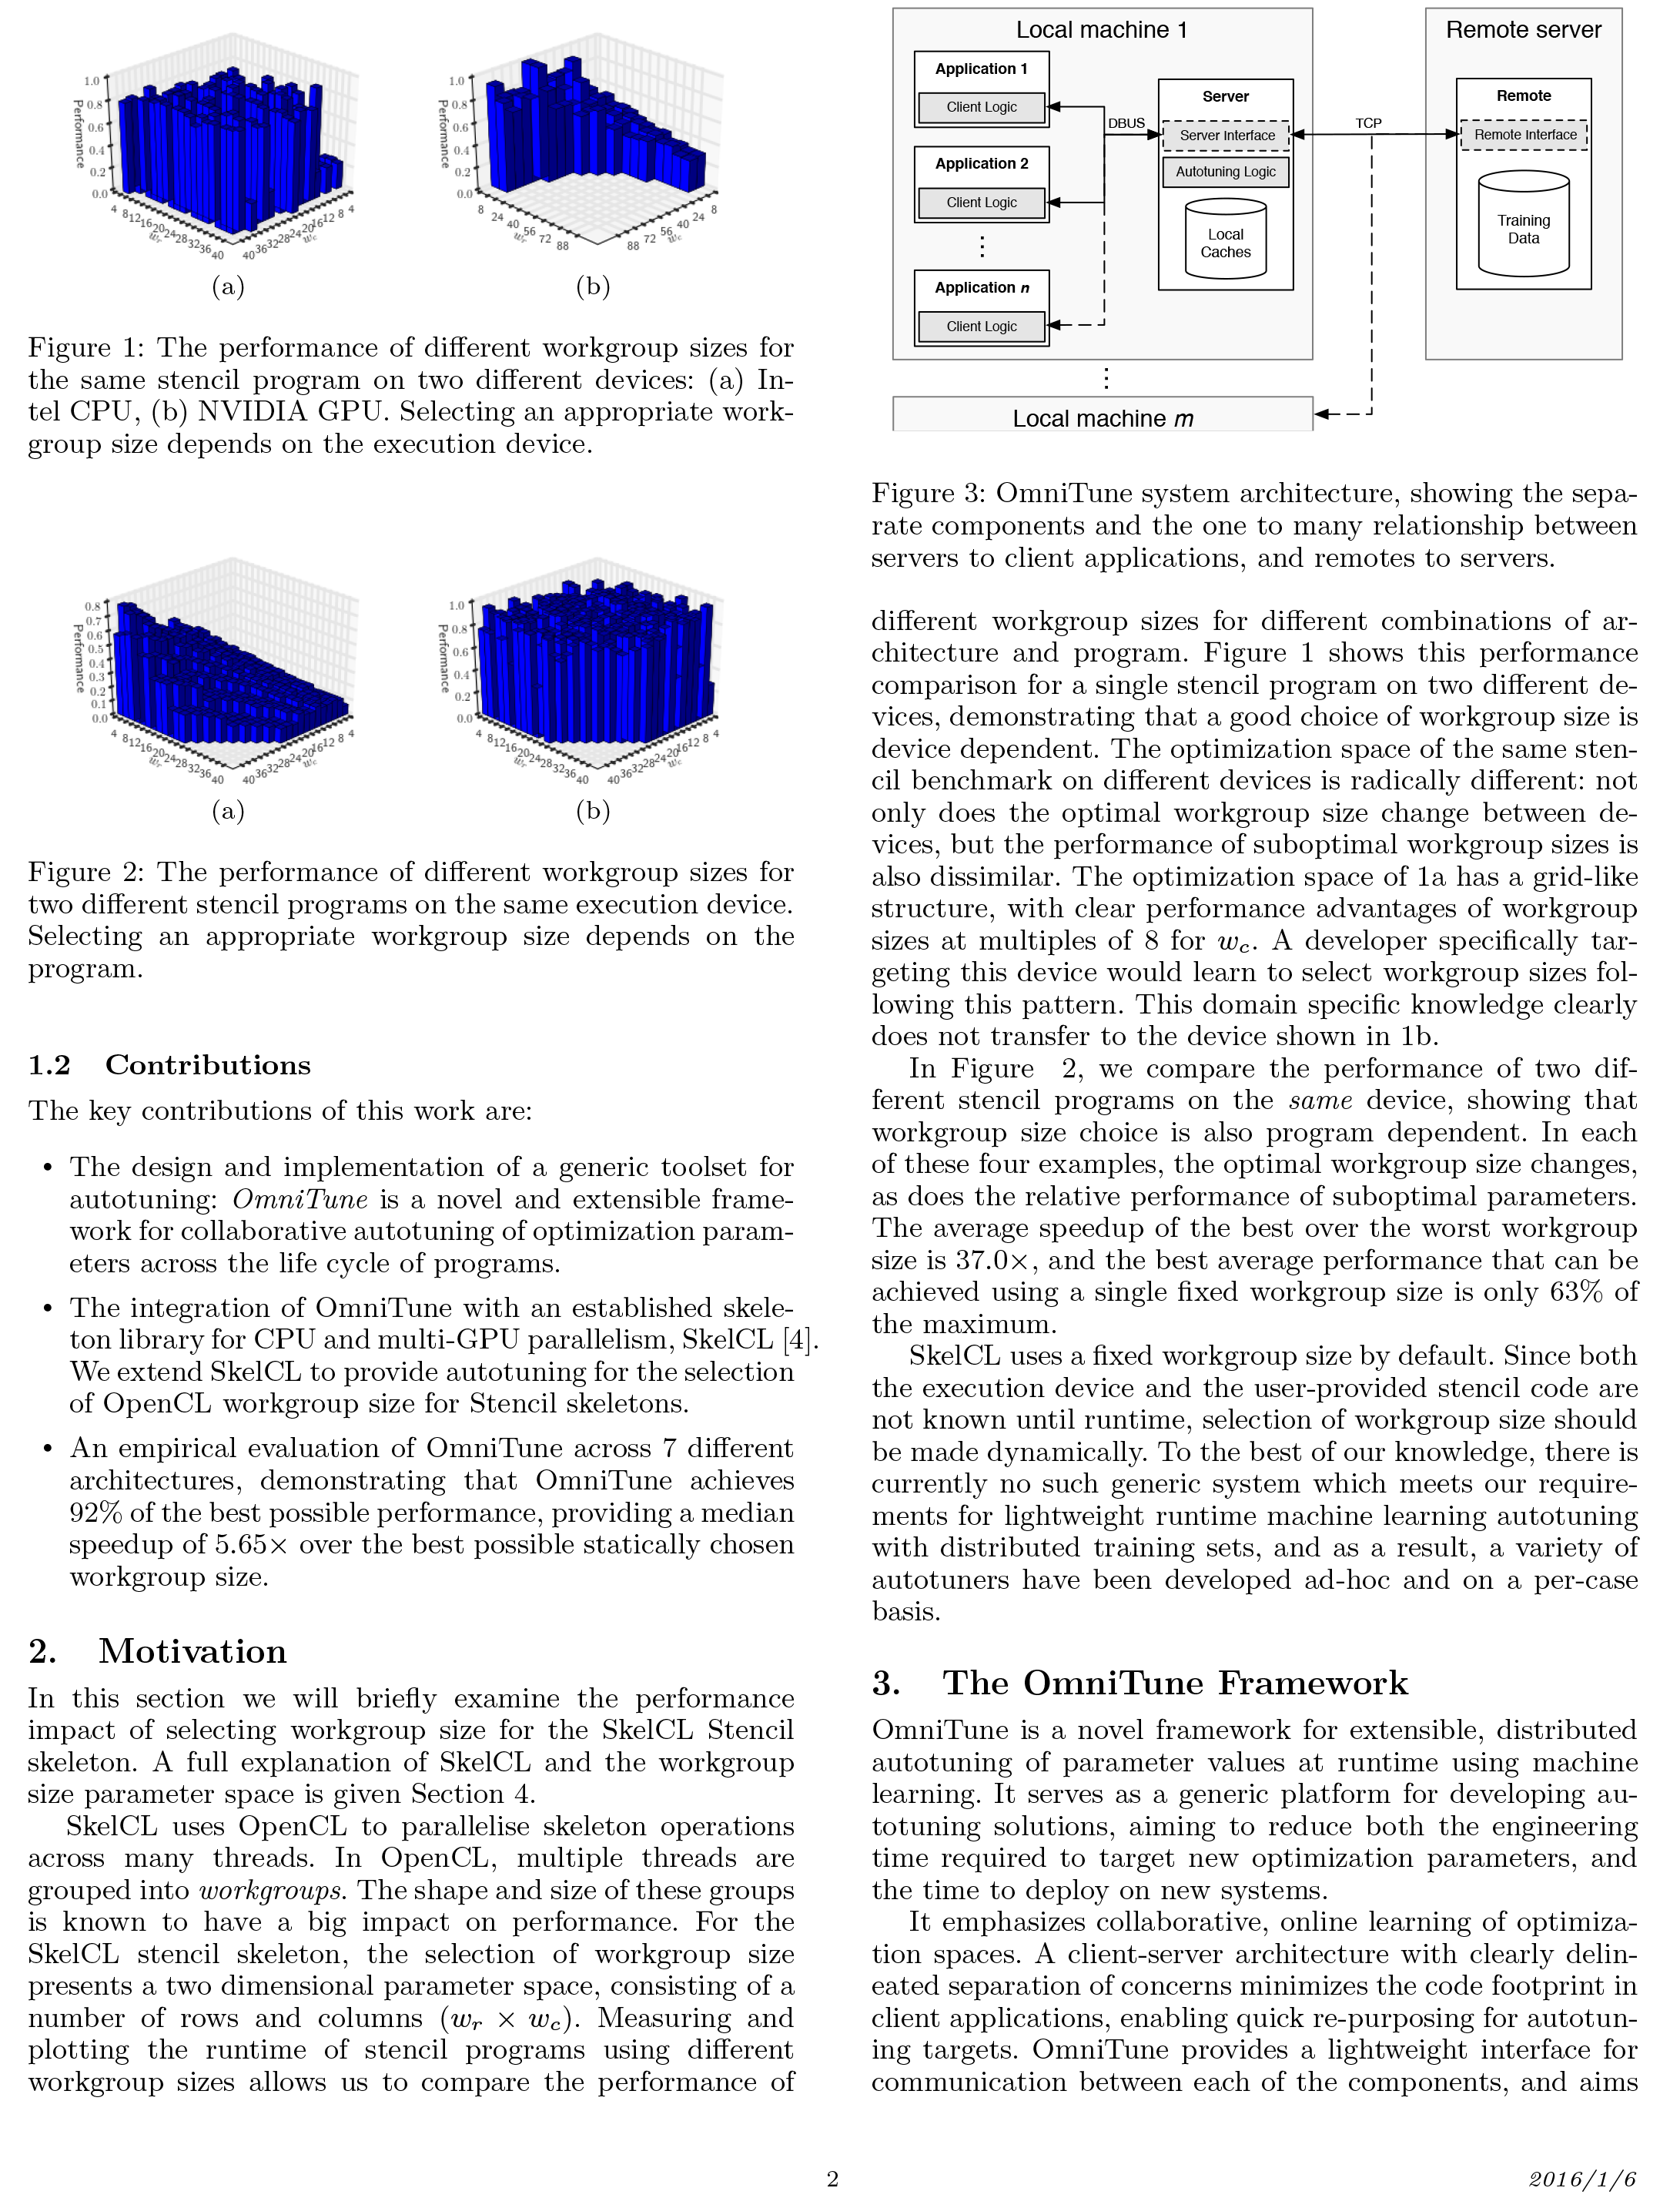 1.0
0.8
0.6
0.4
0.2
0.0
Performance
4 8 12 16 20 24 28 32 36 40
w_r
40 36 32 28 24 20 16 12 8 4
w_c
(a)
1.0
0.8
0.6
0.4
0.2
0.0
Performance
8 24 40 56 72 88
w_r
88 72 56 40 24 8
w_c
(b)
Figure 1: The performance of different workgroup sizes for
the same stencil program on two different devices: (a) In-
tel CPU, (b) NVIDIA GPU. Selecting an appropriate work-
group size depends on the execution device.
0.8
0.7
0.6
0.5
0.4
0.3
0.2
0.1
0.0
Performance
4 8 12 16 20 24 28 32 36 40
w_r
40 36 32 28 24 20 16 12 8 4
w_c
(a)
1.0
0.8
0.6
0.4
0.2
0.0
Performance
4 8 12 16 20 24 28 32 36 40
w_r
40 36 32 28 24 20 16 12 8 4
w_c
(b)
Figure 2: The performance of different workgroup sizes for
two different stencil programs on the same execution device.
Selecting an appropriate workgroup size depends on the
program.
1.2 Contributions
The key contributions of this work are:
• The design and implementation of a generic toolset for
autotuning: OmniTune is a novel and extensible frame-
work for collaborative autotuning of optimization param-
eters across the life cycle of programs.
• The integration of OmniTune with an established skele-
ton library for CPU and multi-GPU parallelism, SkelCL [4].
We extend SkelCL to provide autotuning for the selection
of OpenCL workgroup size for Stencil skeletons.
• An empirical evaluation of OmniTune across 7 different
architectures, demonstrating that OmniTune achieves
92% of the best possible performance, providing a median
speedup of 5.65× over the best possible statically chosen
workgroup size.
2. Motivation
In this section we will briefly examine the performance
impact of selecting workgroup size for the SkelCL Stencil
skeleton. A full explanation of SkelCL and the workgroup
size parameter space is given Section 4.
SkelCL uses OpenCL to parallelise skeleton operations
across many threads. In OpenCL, multiple threads are
grouped into workgroups. The shape and size of these groups
is known to have a big impact on performance. For the
SkelCL stencil skeleton, the selection of workgroup size
presents a two dimensional parameter space, consisting of a
number of rows and columns (w_r × w_c). Measuring and
plotting the runtime of stencil programs using different
workgroup sizes allows us to compare the performance of
Local machine 1
Application 1
Client Logic
Application 2
Client Logic
⋮
Application n
Client Logic
DBUS
Server
Server Interface
Autotuning Logic
Local
Caches
TCP
Remote server
Remote
Remote Interface
Training
Data
⋮
Local machine m
Figure 3: OmniTune system architecture, showing the sepa-
rate components and the one to many relationship between
servers to client applications, and remotes to servers.
different workgroup sizes for different combinations of ar-
chitecture and program. Figure 1 shows this performance
comparison for a single stencil program on two different de-
vices, demonstrating that a good choice of workgroup size is
device dependent. The optimization space of the same sten-
cil benchmark on different devices is radically different: not
only does the optimal workgroup size change between de-
vices, but the performance of suboptimal workgroup sizes is
also dissimilar. The optimization space of 1a has a grid-like
structure, with clear performance advantages of workgroup
sizes at multiples of 8 for w_c. A developer specifically tar-
geting this device would learn to select workgroup sizes fol-
lowing this pattern. This domain specific knowledge clearly
does not transfer to the device shown in 1b.
In Figure 2, we compare the performance of two dif-
ferent stencil programs on the same device, showing that
workgroup size choice is also program dependent. In each
of these four examples, the optimal workgroup size changes,
as does the relative performance of suboptimal parameters.
The average speedup of the best over the worst workgroup
size is 37.0×, and the best average performance that can be
achieved using a single fixed workgroup size is only 63% of
the maximum.
SkelCL uses a fixed workgroup size by default. Since both
the execution device and the user-provided stencil code are
not known until runtime, selection of workgroup size should
be made dynamically. To the best of our knowledge, there is
currently no such generic system which meets our require-
ments for lightweight runtime machine learning autotuning
with distributed training sets, and as a result, a variety of
autotuners have been developed ad-hoc and on a per-case
basis.
3. The OmniTune Framework
OmniTune is a novel framework for extensible, distributed
autotuning of parameter values at runtime using machine
learning. It serves as a generic platform for developing au-
totuning solutions, aiming to reduce both the engineering
time required to target new optimization parameters, and
the time to deploy on new systems.
It emphasizes collaborative, online learning of optimiza-
tion spaces. A client-server architecture with clearly delin-
eated separation of concerns minimizes the code footprint in
client applications, enabling quick re-purposing for autotun-
ing targets. OmniTune provides a lightweight interface for
communication between each of the components, and aims
2
2016/1/6